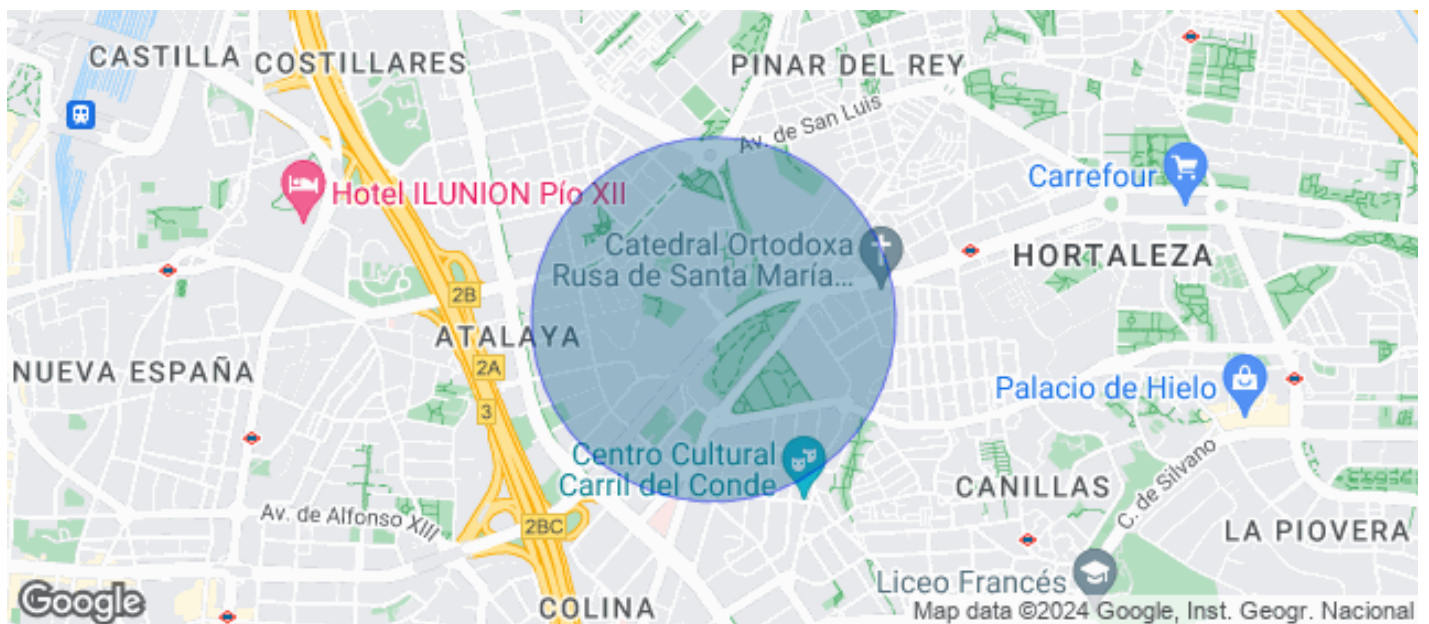 CASTILLA
COSTILLARES
PINAR DEL REY
Av. de San Luis
Hotel ILUNION Pío XII
Carrefour
Catedral Ortodoxa
Rusa de Santa María...
HORTALEZA
2B
ATALAYA
NUEVA ESPAÑA
2A
3
Palacio de Hielo
Centro Cultural
Carril del Conde
CANILLAS
C. de Silvano
Av. de Alfonso XIII
2BC
LA PIOVERA
Liceo Francés
COLINA
Google
Map data ©2024 Google, Inst. Geogr. Nacional